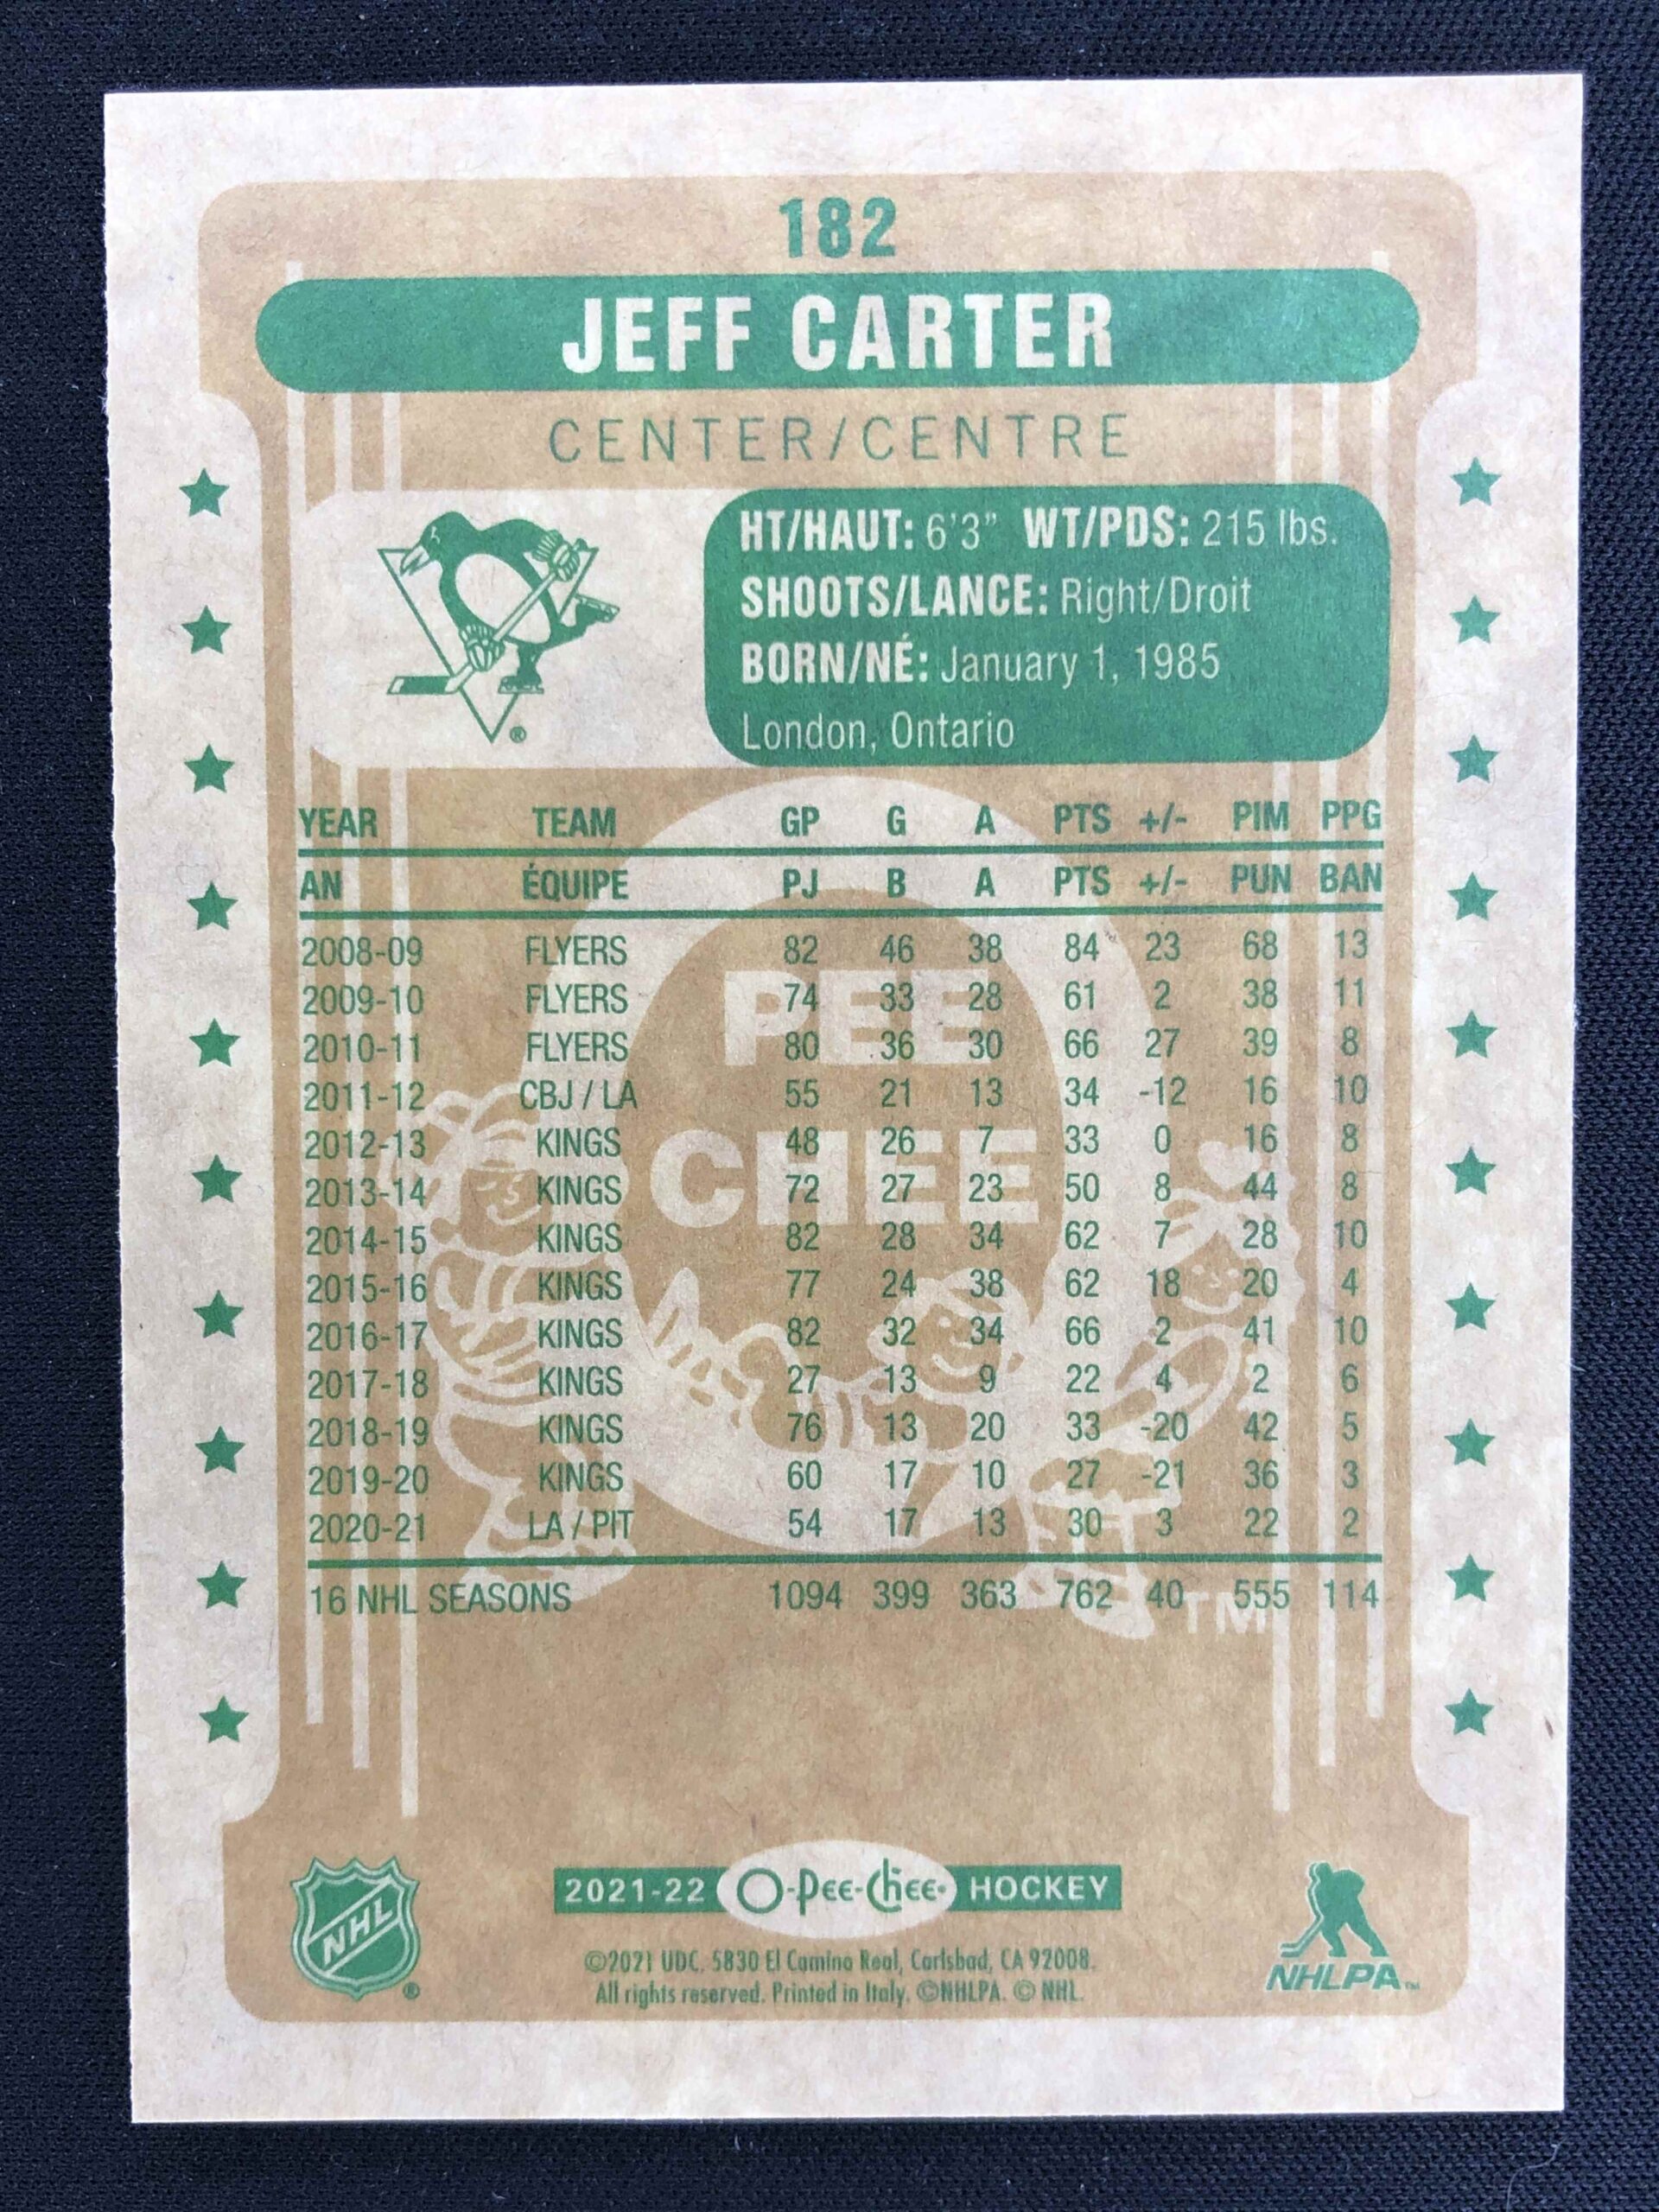 182
JEFF CARTER
CENTER/CENTRE
HT/HAUT: 6'3” WT/PDS: 215 lbs.
SHOOTS/LANCE: Right/Droit
BORN/NÉ: January 1, 1985
London, Ontario
®
YEAR TEAM GP G A PTS +/- PIM PPG
AN ÉQUIPE PJ B A PTS +/- PUN BAN
2008-09 FLYERS 82 46 38 84 23 68 13
2009-10 FLYERS 74 33 28 61 2 38 11
2010-11 FLYERS 80 36 30 66 27 39 8
2011-12 CBJ / LA 55 21 13 34 -12 16 10
2012-13 KINGS 48 26 7 33 0 16 8
2013-14 KINGS 72 27 23 50 8 44 8
2014-15 KINGS 82 28 34 62 7 28 10
2015-16 KINGS 77 24 38 62 18 20 4
2016-17 KINGS 82 32 34 66 2 41 10
2017-18 KINGS 27 13 9 22 4 2 6
2018-19 KINGS 76 13 20 33 -20 42 5
2019-20 KINGS 60 17 10 27 -21 36 3
2020-21 LA / PIT 54 17 13 30 3 22 2
16 NHL SEASONS 1094 399 363 762 40 555 114
PEE
CHEE
TM
NHL ®
2021-22 O-Pee-Chee HOCKEY
©2021 UDC, 5830 El Camino Real, Carlsbad, CA 92008.
All rights reserved. Printed in Italy. ©NHLPA. © NHL.
NHLPA™